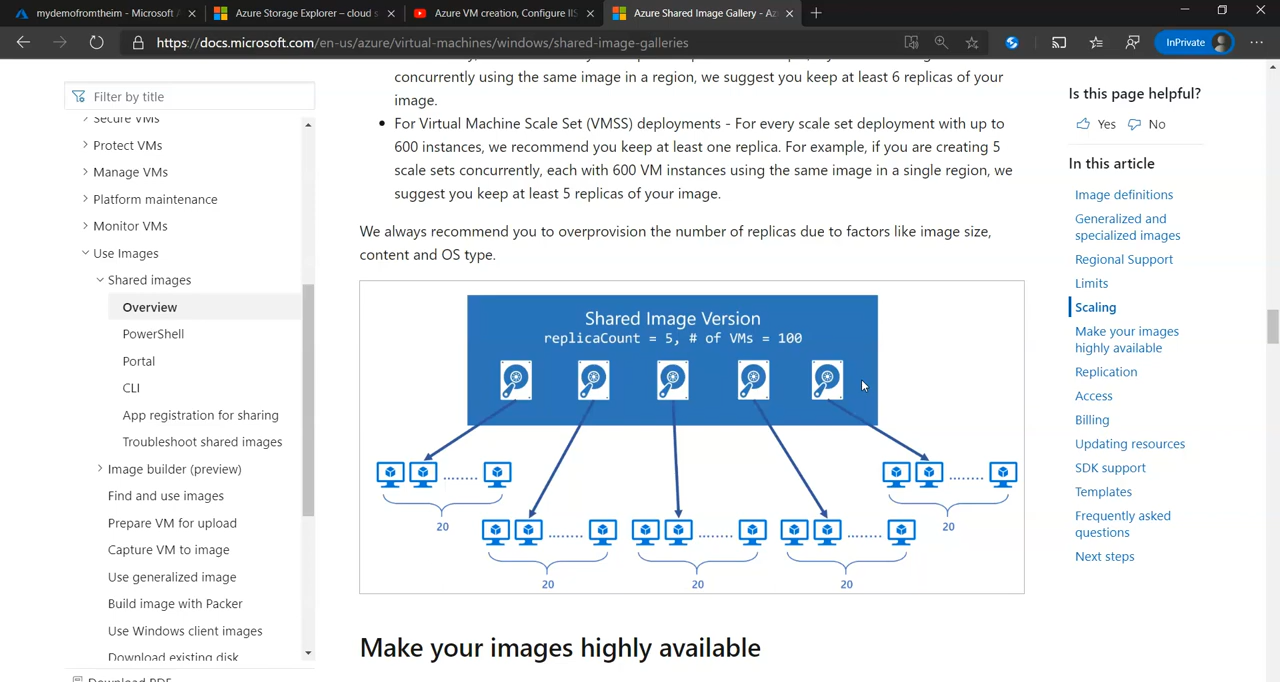 mydemofromtheim - Microsoft A
Azure Storage Explorer – cloud s
Azure VM creation, Configure IIS
Azure Shared Image Gallery - Az
https://docs.microsoft.com/en-us/azure/virtual-machines/windows/shared-image-galleries
InPrivate
Filter by title
Secure VMs
Protect VMs
Manage VMs
Platform maintenance
Monitor VMs
Use Images
Shared images
Overview
PowerShell
Portal
CLI
App registration for sharing
Troubleshoot shared images
Image builder (preview)
Find and use images
Prepare VM for upload
Capture VM to image
Use generalized image
Build image with Packer
Use Windows client images
Download existing disk
Download PDF
concurrently using the same image in a region, we suggest you keep at least 6 replicas of your
image.
• For Virtual Machine Scale Set (VMSS) deployments - For every scale set deployment with up to
600 instances, we recommend you keep at least one replica. For example, if you are creating 5
scale sets concurrently, each with 600 VM instances using the same image in a single region, we
suggest you keep at least 5 replicas of your image.
We always recommend you to overprovision the number of replicas due to factors like image size,
content and OS type.
Shared Image Version
replicaCount = 5, # of VMs = 100
20
20
20
20
20
Make your images highly available
Is this page helpful?
Yes No
In this article
Image definitions
Generalized and
specialized images
Regional Support
Limits
Scaling
Make your images
highly available
Replication
Access
Billing
Updating resources
SDK support
Templates
Frequently asked
questions
Next steps